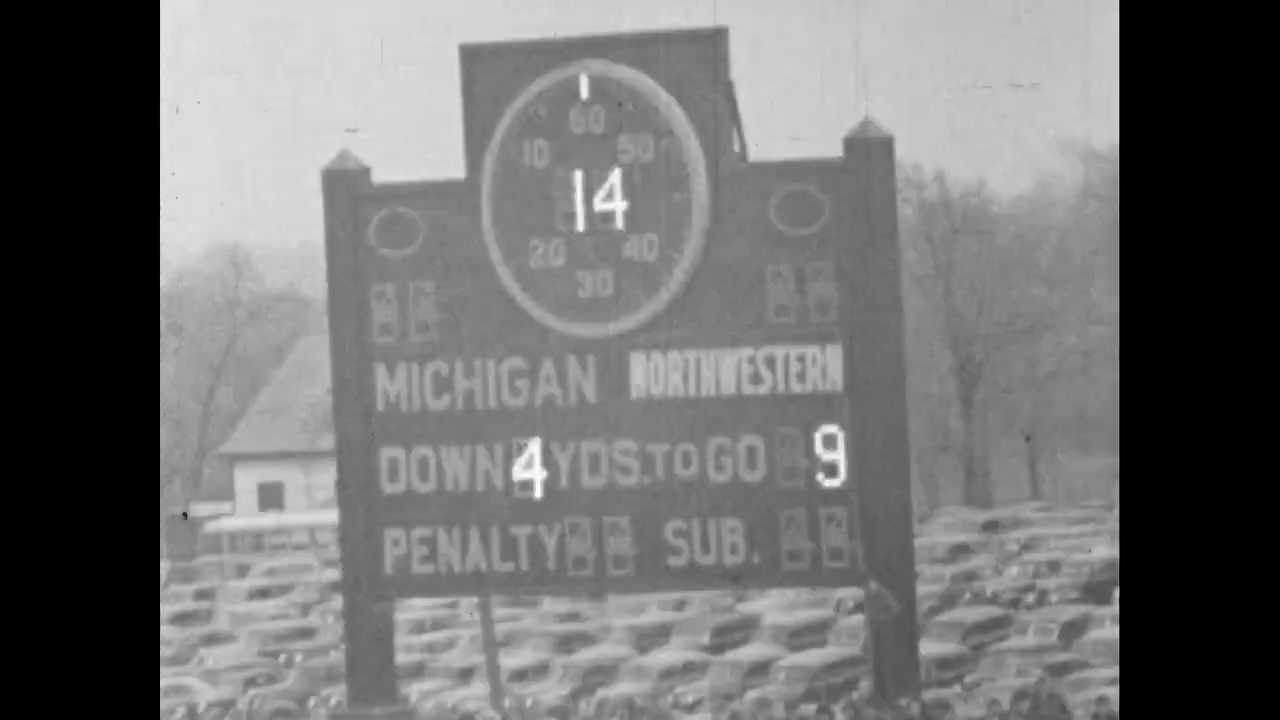 60
10 50
14
20 40
30
MICHIGAN NORTHWESTERN
DOWN 4 YDS. TO GO 9
PENALTY SUB.